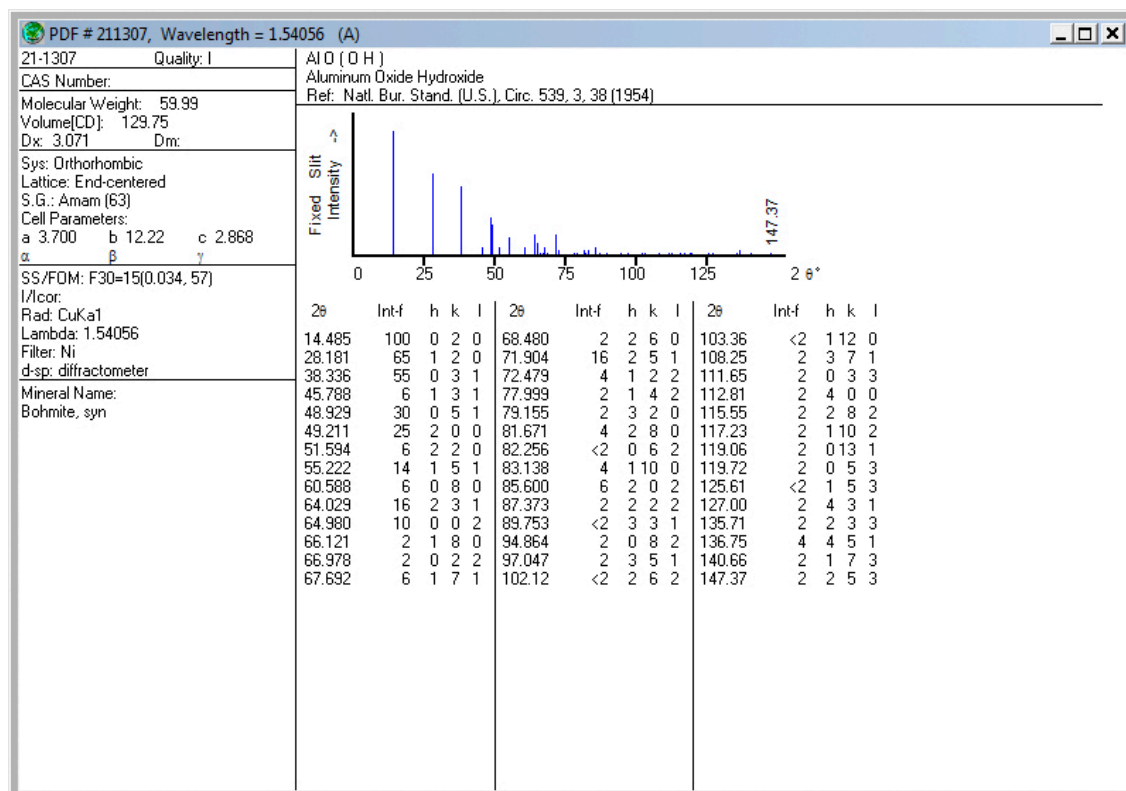 PDF # 211307, Wavelength = 1.54056 (A)
21-1307 Quality: I
CAS Number:
Molecular Weight: 59.99
Volume[CD]: 129.75
Dx: 3.071 Dm:
Sys: Orthorhombic
Lattice: End-centered
S.G.: Amam (63)
Cell Parameters:
a 3.700 b 12.22 c 2.868
α β γ
SS/FOM: F30=15(0.034, 57)
I/Icor:
Rad: CuKa1
Lambda: 1.54056
Filter: Ni
d-sp: diffractometer
Mineral Name:
Bohmite, syn
Al O ( O H )
Aluminum Oxide Hydroxide
Ref: Natl. Bur. Stand. (U.S.), Circ. 539, 3, 38 (1954)
Fixed Slit
Intensity ->
147.37
0 25 50 75 100 125 2 θ°
2θ Int-f h k l 2θ Int-f h k l 2θ Int-f h k l
14.485 100 0 2 0 68.480 2 2 6 0 103.36 <2 1 12 0
28.181 65 1 2 0 71.904 16 2 5 1 108.25 2 3 7 1
38.336 55 0 3 1 72.479 4 1 2 2 111.65 2 0 3 3
45.788 6 1 3 1 77.999 2 1 4 2 112.81 2 4 0 0
48.929 30 0 5 1 79.155 2 3 2 0 115.55 2 2 8 2
49.211 25 2 0 0 81.671 4 2 8 0 117.23 2 1 10 2
51.594 6 2 2 0 82.256 <2 0 6 2 119.06 2 0 13 1
55.222 14 1 5 1 83.138 4 1 10 0 119.72 2 0 5 3
60.588 6 0 8 0 85.600 6 2 0 2 125.61 <2 1 5 3
64.029 16 2 3 1 87.373 2 2 2 2 127.00 2 4 3 1
64.980 10 0 0 2 89.753 <2 3 3 1 135.71 2 2 3 3
66.121 2 1 8 0 94.864 2 0 8 2 136.75 4 4 5 1
66.978 2 0 2 2 97.047 2 3 5 1 140.66 2 1 7 3
67.692 6 1 7 1 102.12 <2 2 6 2 147.37 2 2 5 3